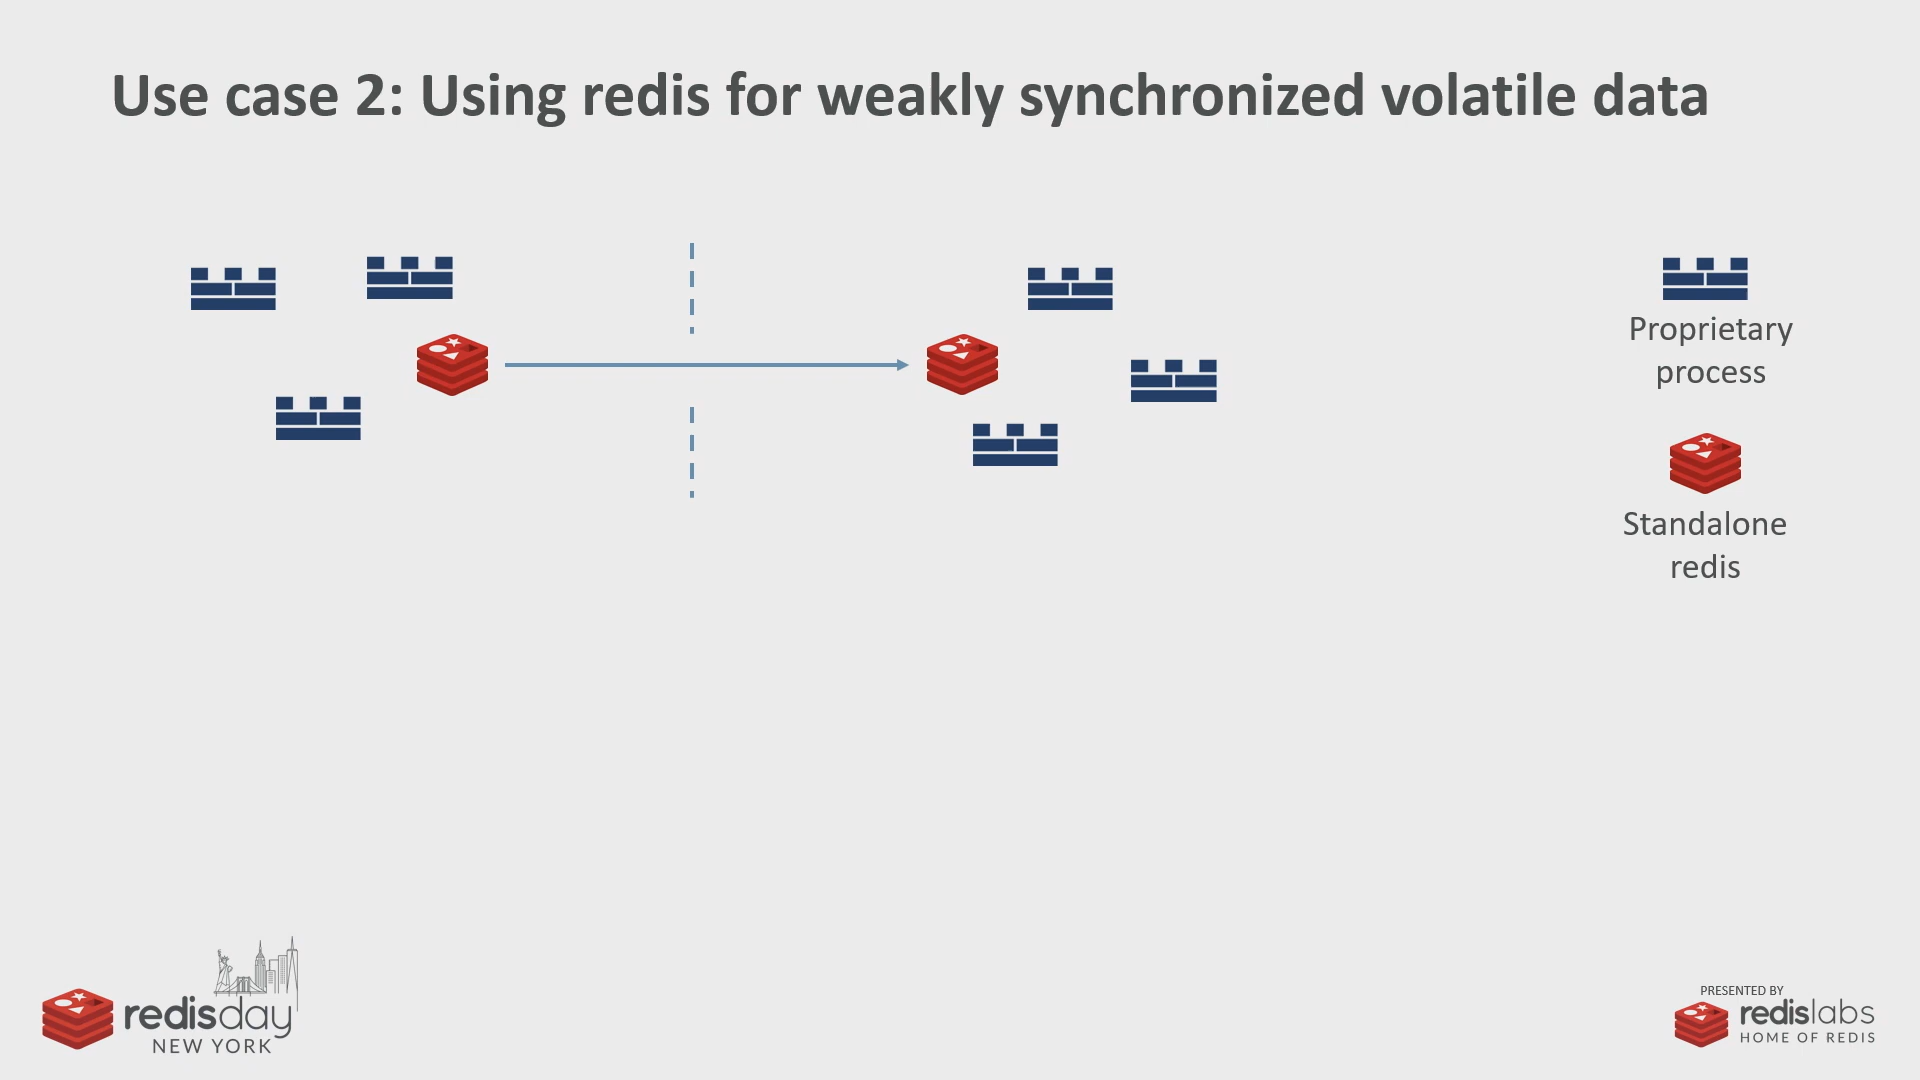 Use case 2: Using redis for weakly synchronized volatile data
Proprietary
process
Standalone
redis
redisday
NEW YORK
PRESENTED BY
redislabs
HOME OF REDIS